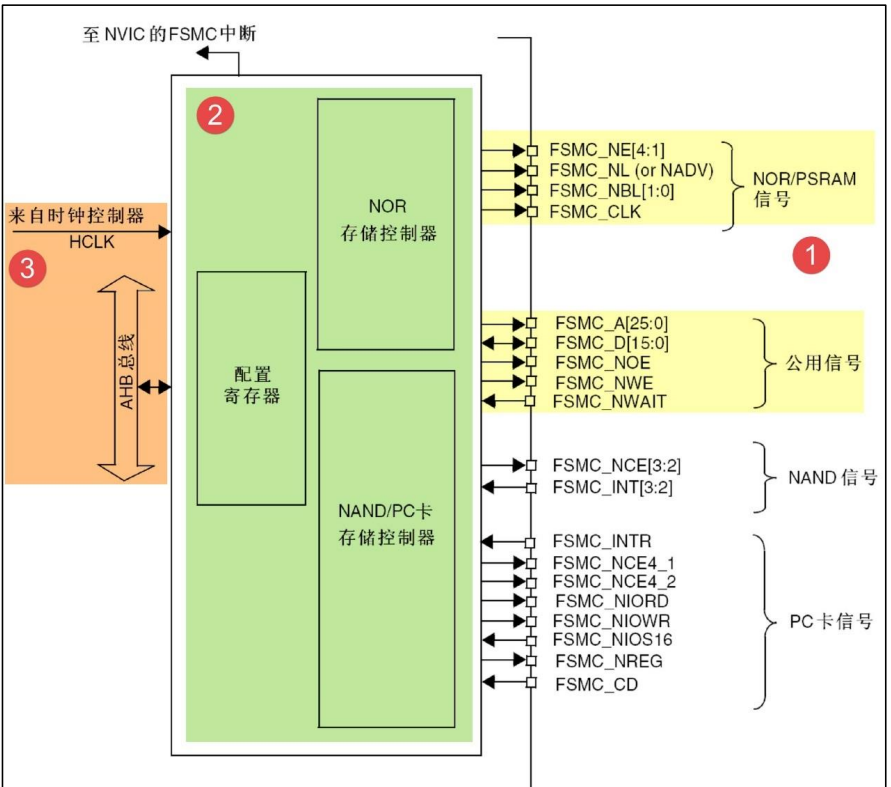 至 NVIC 的FSMC中断
2
NOR
存储控制器
配置
寄存器
NAND/PC卡
存储控制器
来自时钟控制器
HCLK
3
AHB 总线
FSMC_NE[4:1]
FSMC_NL (or NADV)
FSMC_NBL[1:0]
FSMC_CLK
NOR/PSRAM
信号
1
FSMC_A[25:0]
FSMC_D[15:0]
FSMC_NOE
FSMC_NWE
FSMC_NWAIT
公用信号
FSMC_NCE[3:2]
FSMC_INT[3:2]
NAND 信号
FSMC_INTR
FSMC_NCE4_1
FSMC_NCE4_2
FSMC_NIORD
FSMC_NIOWR
FSMC_NIOS16
FSMC_NREG
FSMC_CD
PC卡信号